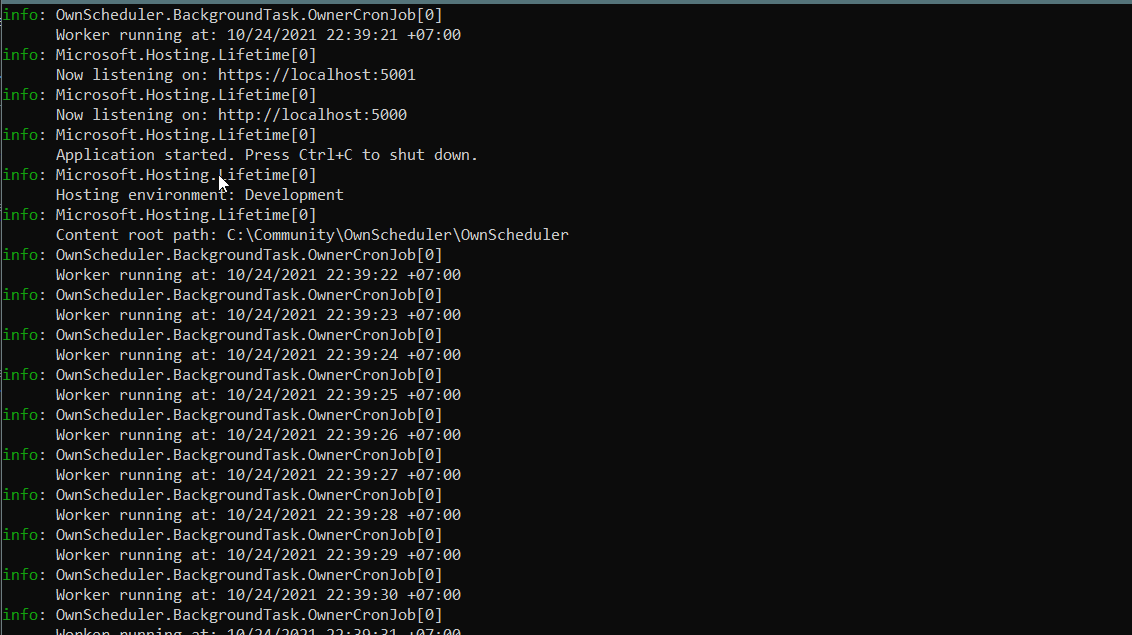 info: OwnScheduler.BackgroundTask.OwnerCronJob[0]
Worker running at: 10/24/2021 22:39:21 +07:00
info: Microsoft.Hosting.Lifetime[0]
Now listening on: https://localhost:5001
info: Microsoft.Hosting.Lifetime[0]
Now listening on: http://localhost:5000
info: Microsoft.Hosting.Lifetime[0]
Application started. Press Ctrl+C to shut down.
info: Microsoft.Hosting.Lifetime[0]
Hosting environment: Development
info: Microsoft.Hosting.Lifetime[0]
Content root path: C:\Community\OwnScheduler\OwnScheduler
info: OwnScheduler.BackgroundTask.OwnerCronJob[0]
Worker running at: 10/24/2021 22:39:22 +07:00
info: OwnScheduler.BackgroundTask.OwnerCronJob[0]
Worker running at: 10/24/2021 22:39:23 +07:00
info: OwnScheduler.BackgroundTask.OwnerCronJob[0]
Worker running at: 10/24/2021 22:39:24 +07:00
info: OwnScheduler.BackgroundTask.OwnerCronJob[0]
Worker running at: 10/24/2021 22:39:25 +07:00
info: OwnScheduler.BackgroundTask.OwnerCronJob[0]
Worker running at: 10/24/2021 22:39:26 +07:00
info: OwnScheduler.BackgroundTask.OwnerCronJob[0]
Worker running at: 10/24/2021 22:39:27 +07:00
info: OwnScheduler.BackgroundTask.OwnerCronJob[0]
Worker running at: 10/24/2021 22:39:28 +07:00
info: OwnScheduler.BackgroundTask.OwnerCronJob[0]
Worker running at: 10/24/2021 22:39:29 +07:00
info: OwnScheduler.BackgroundTask.OwnerCronJob[0]
Worker running at: 10/24/2021 22:39:30 +07:00
info: OwnScheduler.BackgroundTask.OwnerCronJob[0]
Worker running at: 10/24/2021 22:39:31 +07:00